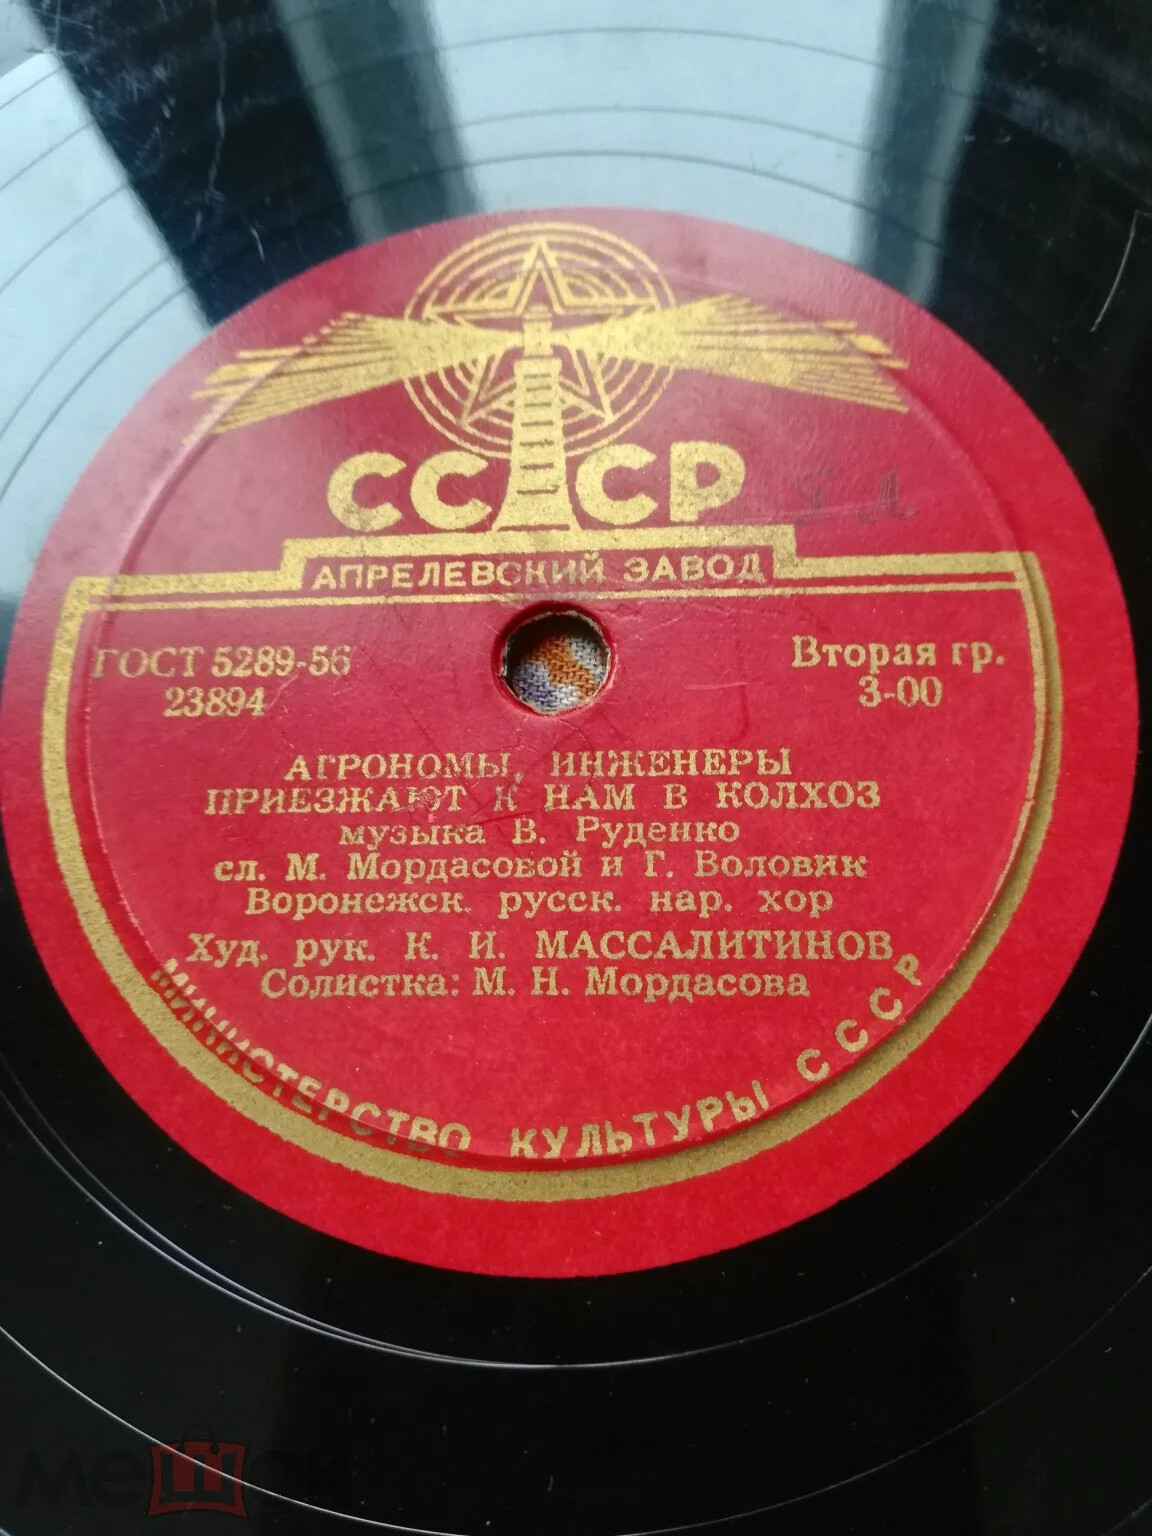 СССР
АПРЕЛЕВСКИЙ ЗАВОД
ГОСТ 5289-56
23894
Вторая гр.
3-00
АГРОНОМЫ, ИНЖЕНЕРЫ
ПРИЕЗЖАЮТ К НАМ В КОЛХОЗ
музыка В. Руденко
сл. М. Мордасовой и Г. Воловик
Воронежск. русск. нар. хор
Худ. рук. К. И. МАССАЛИТИНОВ
Солистка: М. Н. Мордасова
МИНИСТЕРСТВО КУЛЬТУРЫ СССР
мешок